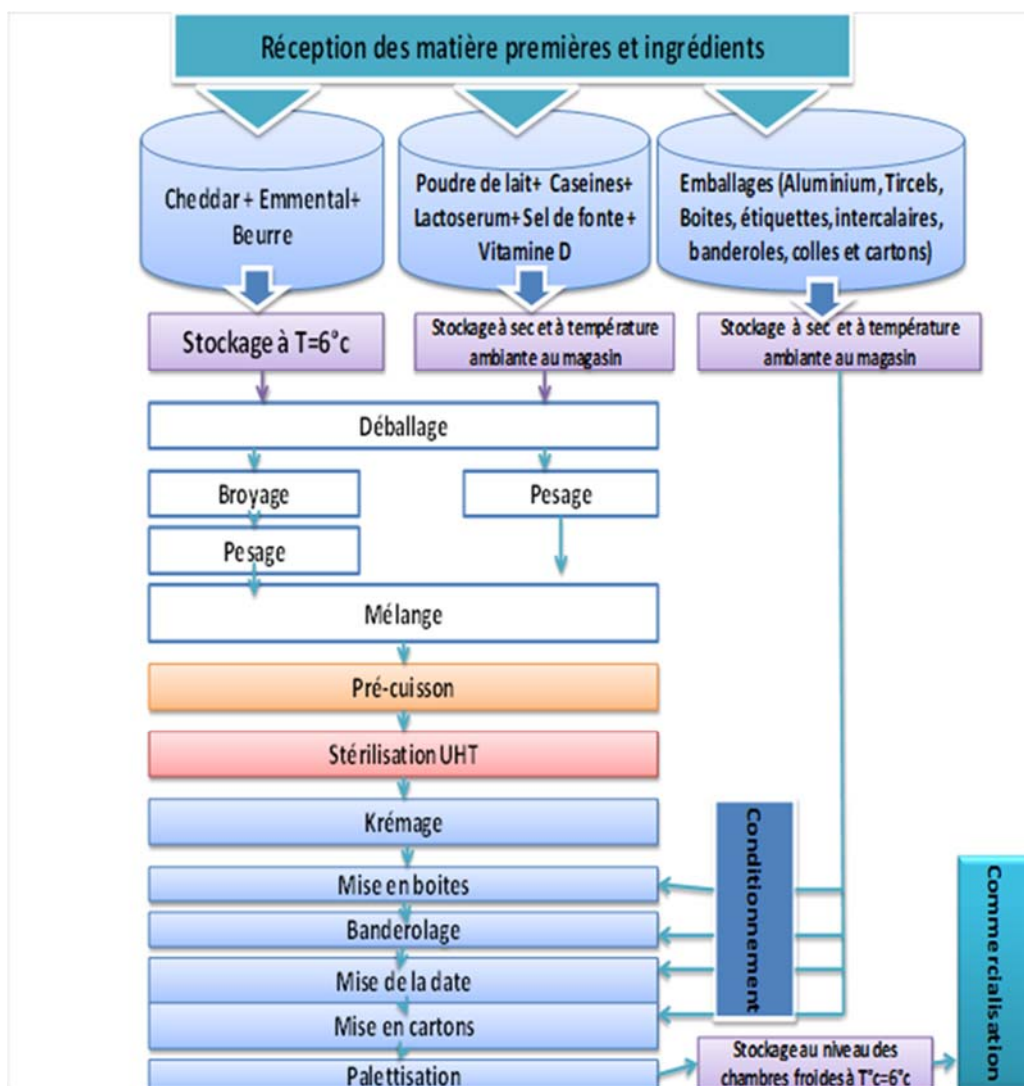 Réception des matière premières et ingrédients
Cheddar + Emmental+
Beurre
Poudre de lait+ Caseines+
Lactoserum+ Sel de fonte +
Vitamine D
Emballages (Aluminium, Tircels,
Boites, étiquettes, intercalaires,
banderoles, colles et cartons)
Stockage à T=6°c
Stockage à sec et à température
ambiante au magasin
Stockage à sec et à température
ambiante au magasin
Déballage
Broyage
Pesage
Pesage
Mélange
Pré-cuisson
Stérilisation UHT
Krémage
Mise en boites
Banderolage
Mise de la date
Mise en cartons
Palettisation
Conditionnement
Stockage au niveau des
chambres froides à T°c=6°c
Commercialisation